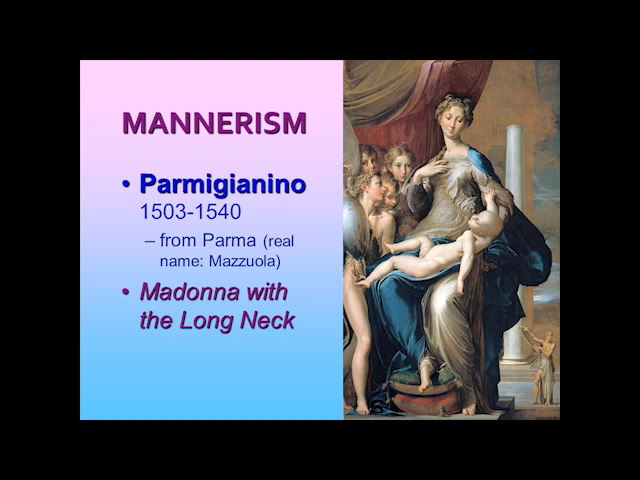 MANNERISM
• Parmigianino
1503-1540
– from Parma (real
name: Mazzuola)
• Madonna with
the Long Neck